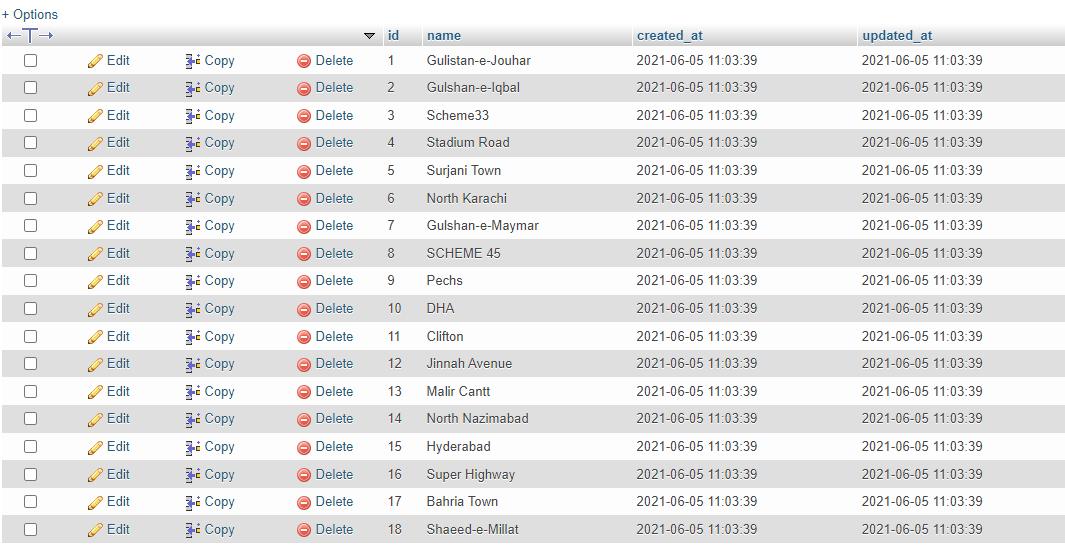 + Options
←T→ id name created_at updated_at
Edit Copy Delete 1 Gulistan-e-Jouhar 2021-06-05 11:03:39 2021-06-05 11:03:39
Edit Copy Delete 2 Gulshan-e-Iqbal 2021-06-05 11:03:39 2021-06-05 11:03:39
Edit Copy Delete 3 Scheme33 2021-06-05 11:03:39 2021-06-05 11:03:39
Edit Copy Delete 4 Stadium Road 2021-06-05 11:03:39 2021-06-05 11:03:39
Edit Copy Delete 5 Surjani Town 2021-06-05 11:03:39 2021-06-05 11:03:39
Edit Copy Delete 6 North Karachi 2021-06-05 11:03:39 2021-06-05 11:03:39
Edit Copy Delete 7 Gulshan-e-Maymar 2021-06-05 11:03:39 2021-06-05 11:03:39
Edit Copy Delete 8 SCHEME 45 2021-06-05 11:03:39 2021-06-05 11:03:39
Edit Copy Delete 9 Pechs 2021-06-05 11:03:39 2021-06-05 11:03:39
Edit Copy Delete 10 DHA 2021-06-05 11:03:39 2021-06-05 11:03:39
Edit Copy Delete 11 Clifton 2021-06-05 11:03:39 2021-06-05 11:03:39
Edit Copy Delete 12 Jinnah Avenue 2021-06-05 11:03:39 2021-06-05 11:03:39
Edit Copy Delete 13 Malir Cantt 2021-06-05 11:03:39 2021-06-05 11:03:39
Edit Copy Delete 14 North Nazimabad 2021-06-05 11:03:39 2021-06-05 11:03:39
Edit Copy Delete 15 Hyderabad 2021-06-05 11:03:39 2021-06-05 11:03:39
Edit Copy Delete 16 Super Highway 2021-06-05 11:03:39 2021-06-05 11:03:39
Edit Copy Delete 17 Bahria Town 2021-06-05 11:03:39 2021-06-05 11:03:39
Edit Copy Delete 18 Shaeed-e-Millat 2021-06-05 11:03:39 2021-06-05 11:03:39